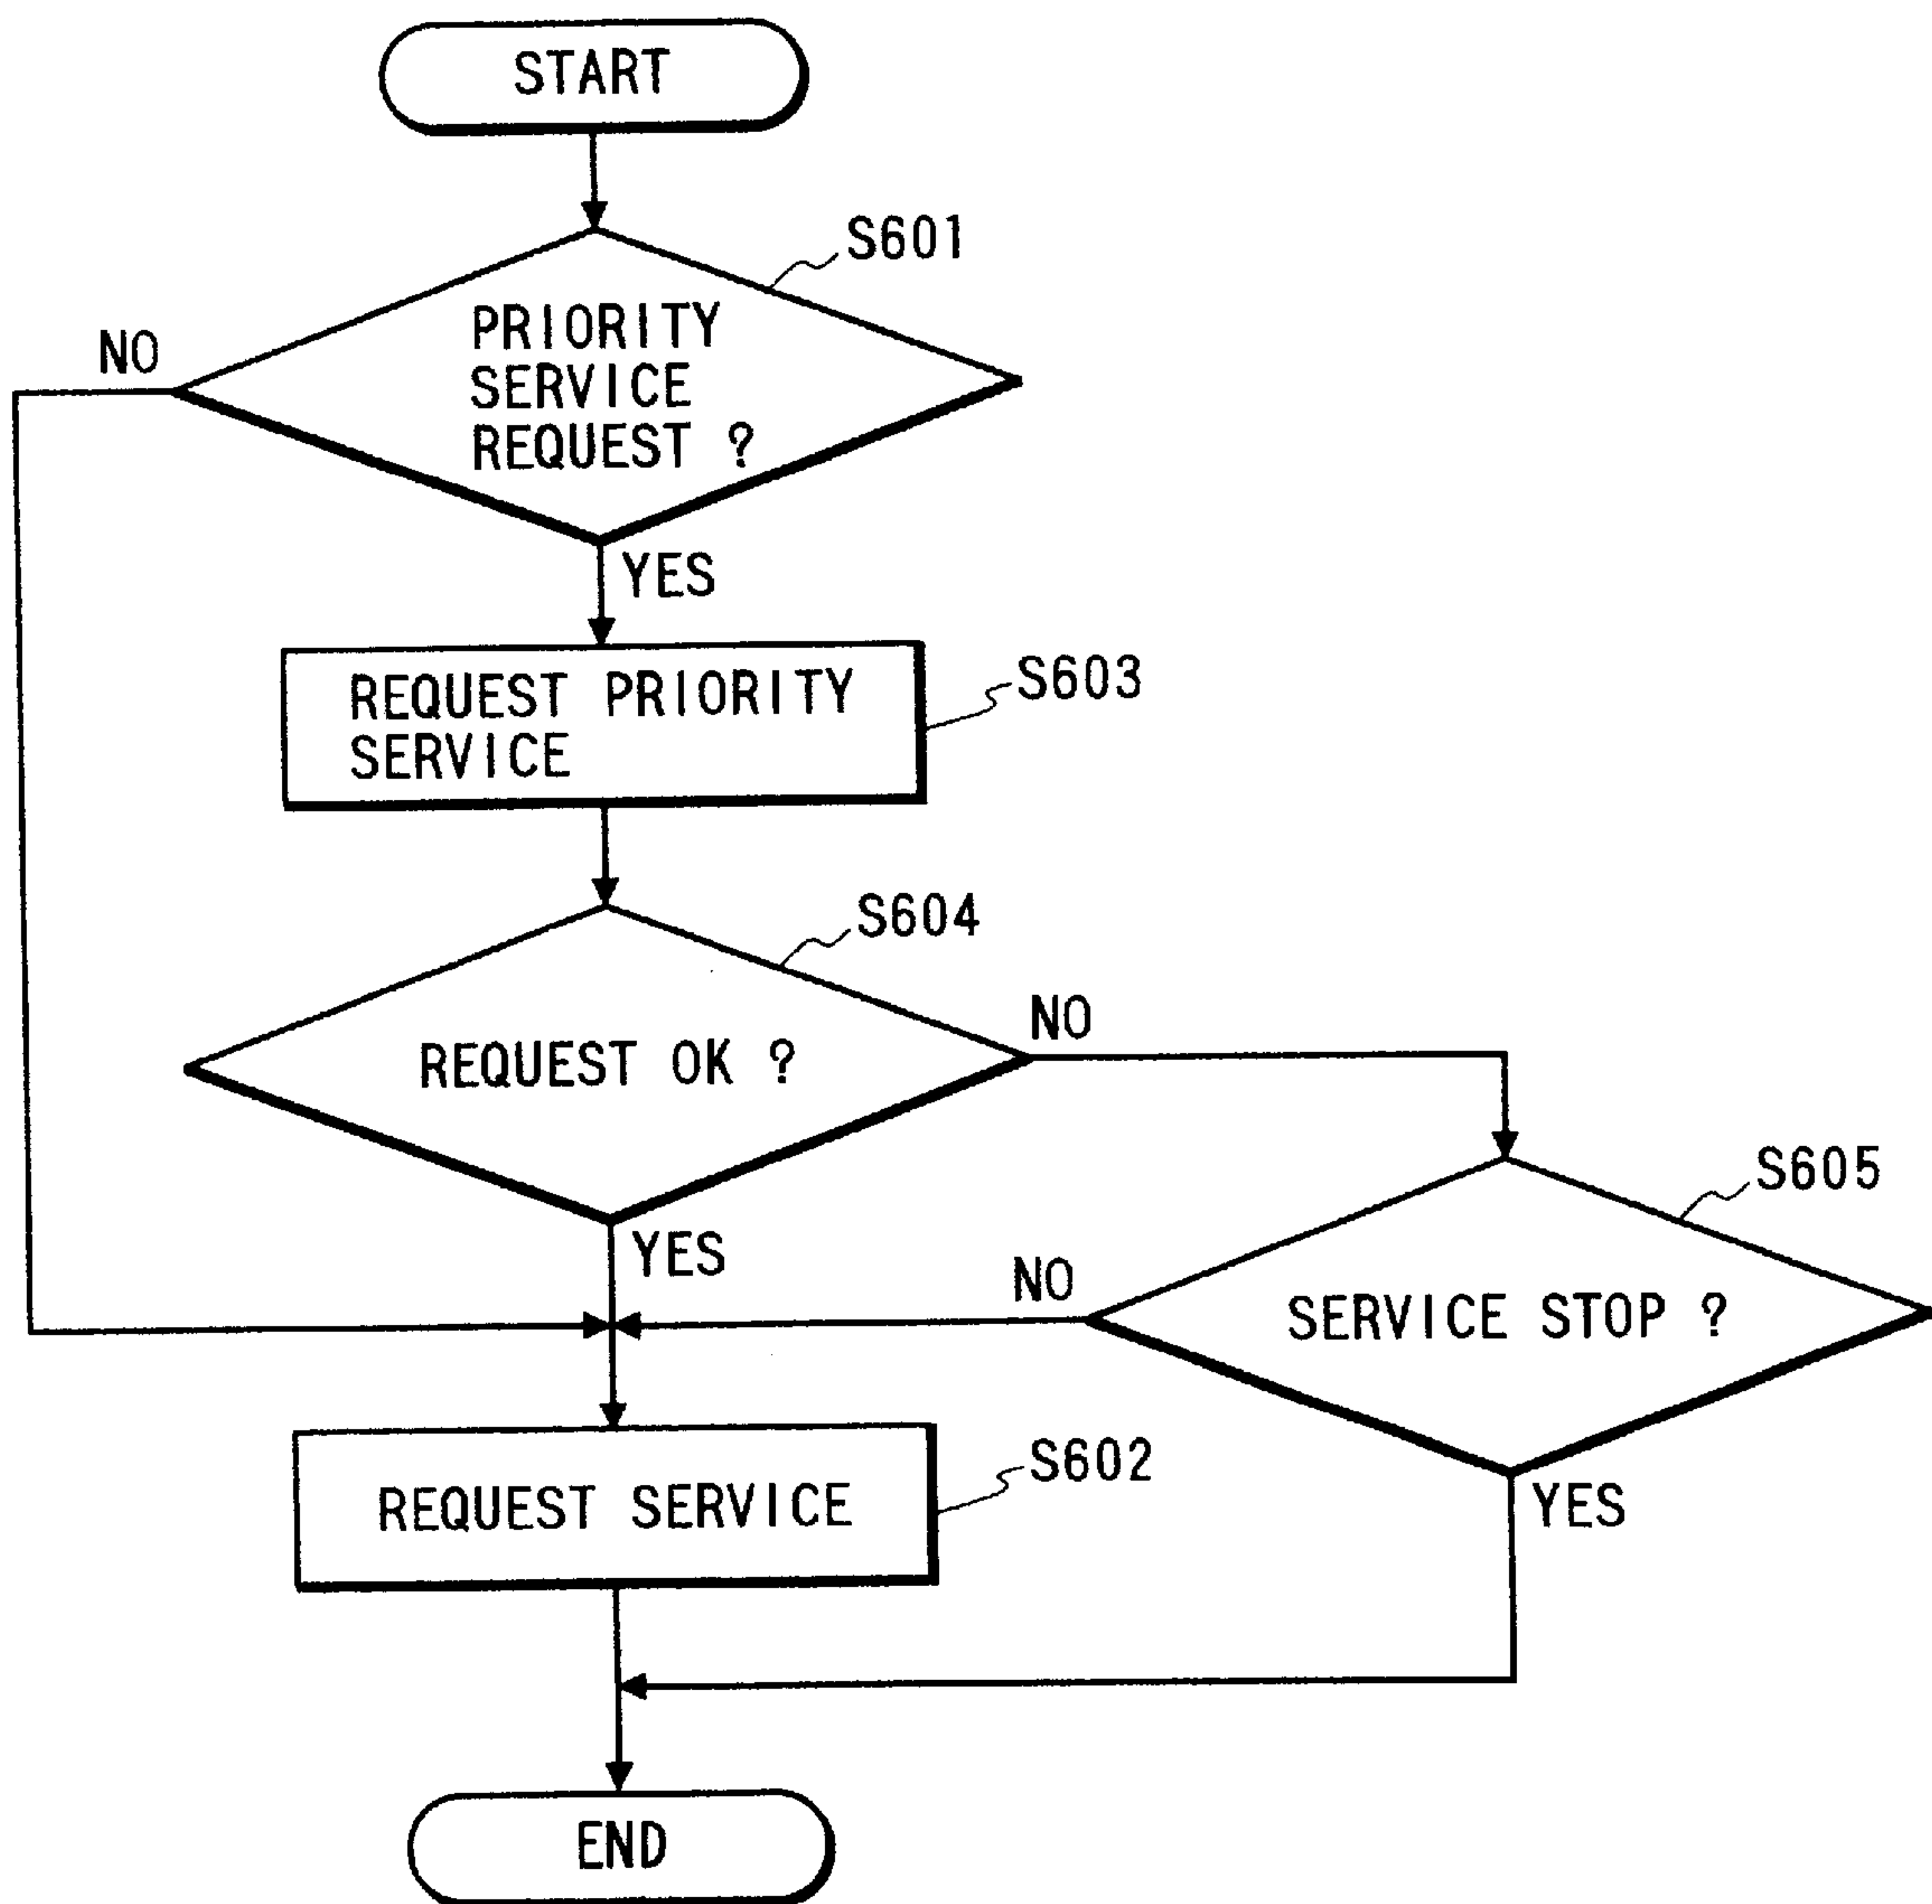 START
S601
NO
PRIORITY
SERVICE
REQUEST ?
YES
S603
REQUEST PRIORITY
SERVICE
S604
NO
REQUEST OK ?
S605
YES
NO
SERVICE STOP ?
S602
REQUEST SERVICE
YES
END